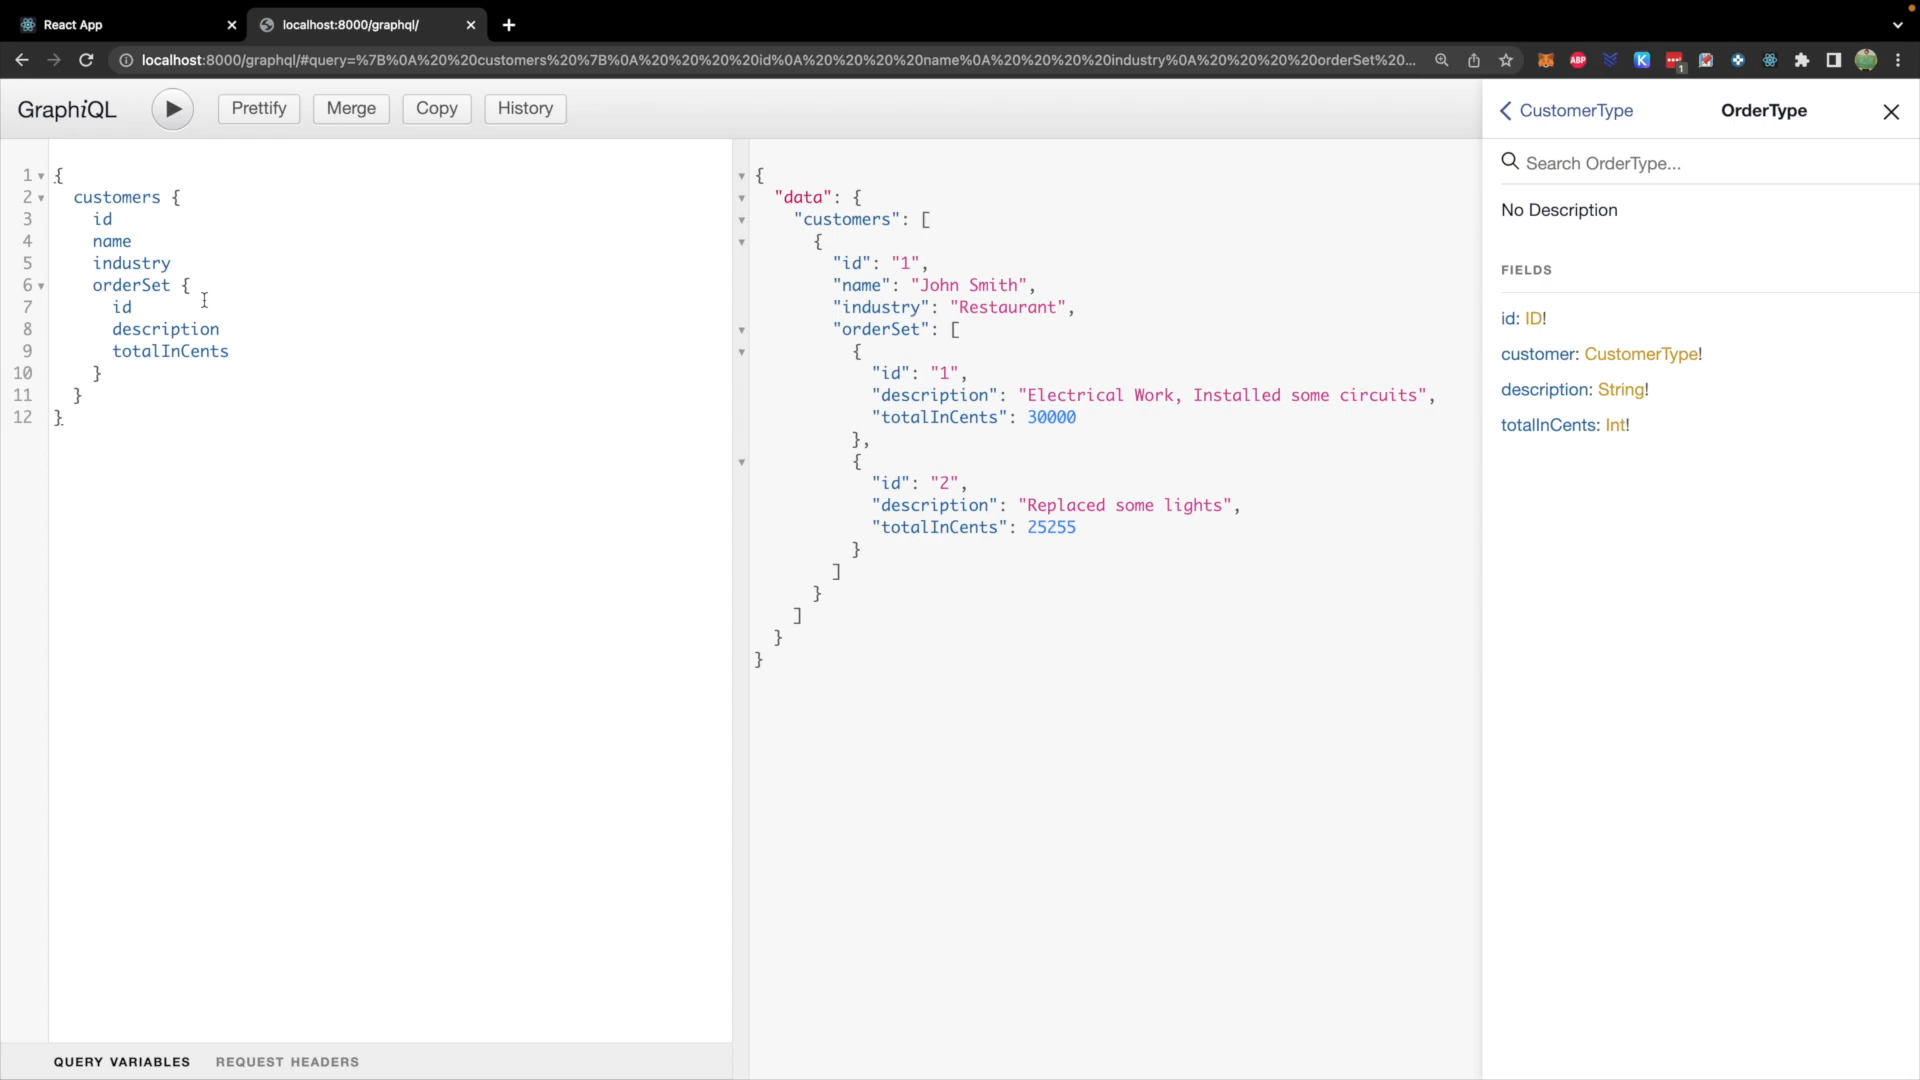 React App
localhost:8000/graphql/
localhost:8000/graphql/#query=%7B%0A%20%20customers%20%7B%0A%20%20%20%20id%0A%20%20%20%20name%0A%20%20%20%20industry%0A%20%20%20%20orderSet%20...
ABP
K
1
GraphiQL
Prettify
Merge
Copy
History
CustomerType
OrderType
1 {
2 customers {
3 id
4 name
5 industry
6 orderSet {
7 id
8 description
9 totalInCents
10 }
11 }
12 }
{
"data": {
"customers": [
{
"id": "1",
"name": "John Smith",
"industry": "Restaurant",
"orderSet": [
{
"id": "1",
"description": "Electrical Work, Installed some circuits",
"totalInCents": 30000
},
{
"id": "2",
"description": "Replaced some lights",
"totalInCents": 25255
}
]
}
]
}
}
Search OrderType...
No Description
FIELDS
id: ID!
customer: CustomerType!
description: String!
totalInCents: Int!
QUERY VARIABLES
REQUEST HEADERS